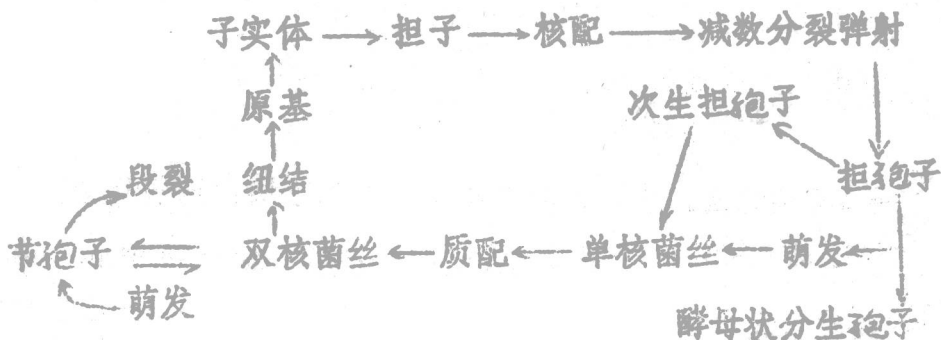 子实体 → 担子 → 核配 → 减数分裂弹射
原基
次生担孢子
段裂
纽结
担孢子
节孢子
双核菌丝 ← 质配 ← 单核菌丝 ← 萌发
萌发
酵母状分生孢子